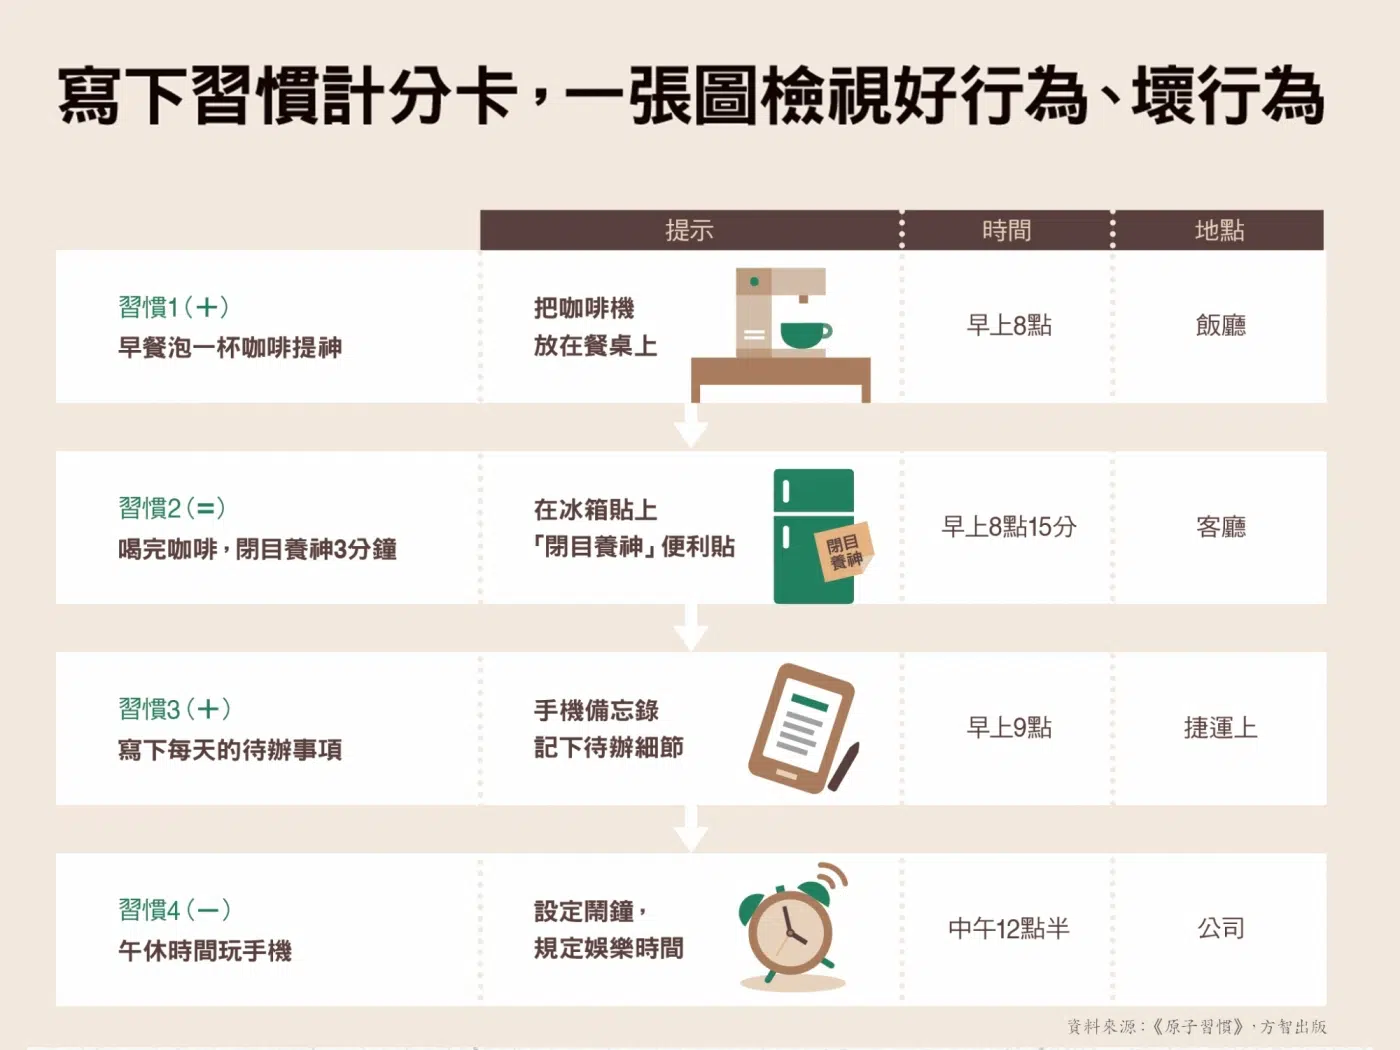 寫下習慣計分卡，一張圖檢視好行為、壞行為
提示 時間 地點
習慣1（＋）
早餐泡一杯咖啡提神
把咖啡機
放在餐桌上
早上8點
飯廳
習慣2（＝）
喝完咖啡，閉目養神3分鐘
在冰箱貼上
「閉目養神」便利貼
閉目
養神
早上8點15分
客廳
習慣3（＋）
寫下每天的待辦事項
手機備忘錄
記下待辦細節
早上9點
捷運上
習慣4（－）
午休時間玩手機
設定鬧鐘，
規定娛樂時間
中午12點半
公司
資料來源：《原子習慣》，方智出版